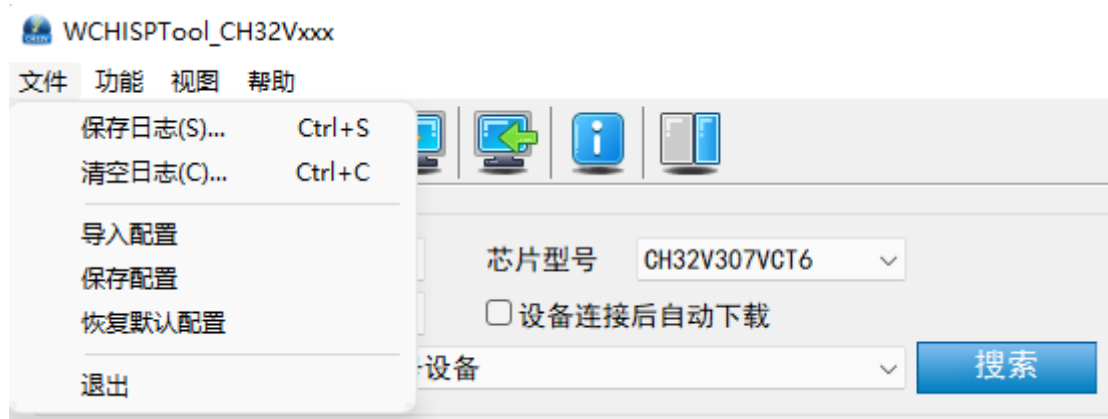 WCHISPTool_CH32Vxxx
文件 功能 视图 帮助
保存日志(S)... Ctrl+S
清空日志(C)... Ctrl+C
导入配置
保存配置
恢复默认配置
退出
芯片型号 CH32V307VCT6
设备连接后自动下载
设备
搜索